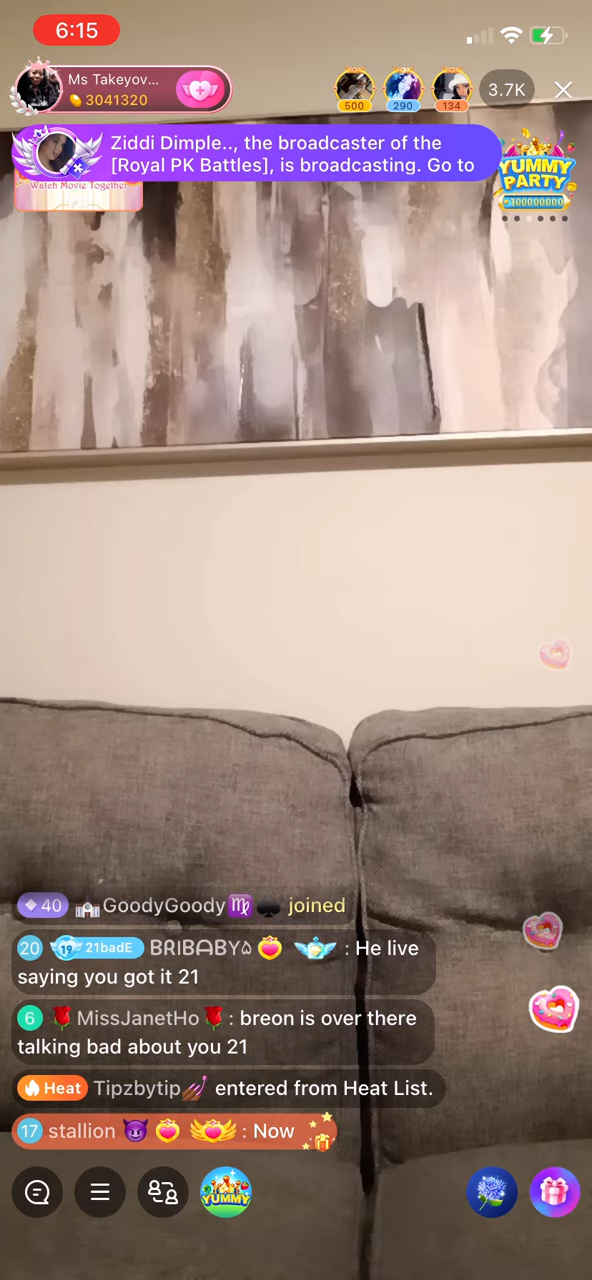 6:15
Ms Takeyov...
3041320
500
290
134
3.7K
Ziddi Dimple.., the broadcaster of the
[Royal PK Battles], is broadcasting. Go to
Watch Movie Together
YUMMY
PARTY
100000000
40 GoodyGoody♍♠ joined
20 19 21badE BRIBABY : He live
saying you got it 21
6 🌹MissJanetHo🌹: breon is over there
talking bad about you 21
Heat Tipzbytip💅 entered from Heat List.
17 stallion 😈 : Now
YUMMY